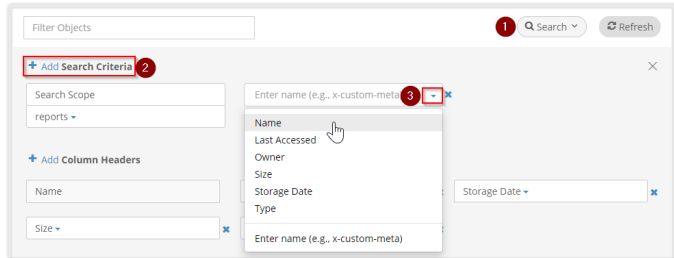 Filter Objects
1
Search
Refresh
+ Add Search Criteria 2
Search Scope
Enter name (e.g., x-custom-meta)
3
reports
Name
Last Accessed
Owner
Size
Storage Date
Type
Enter name (e.g., x-custom-meta)
+ Add Column Headers
Name
Storage Date
Size